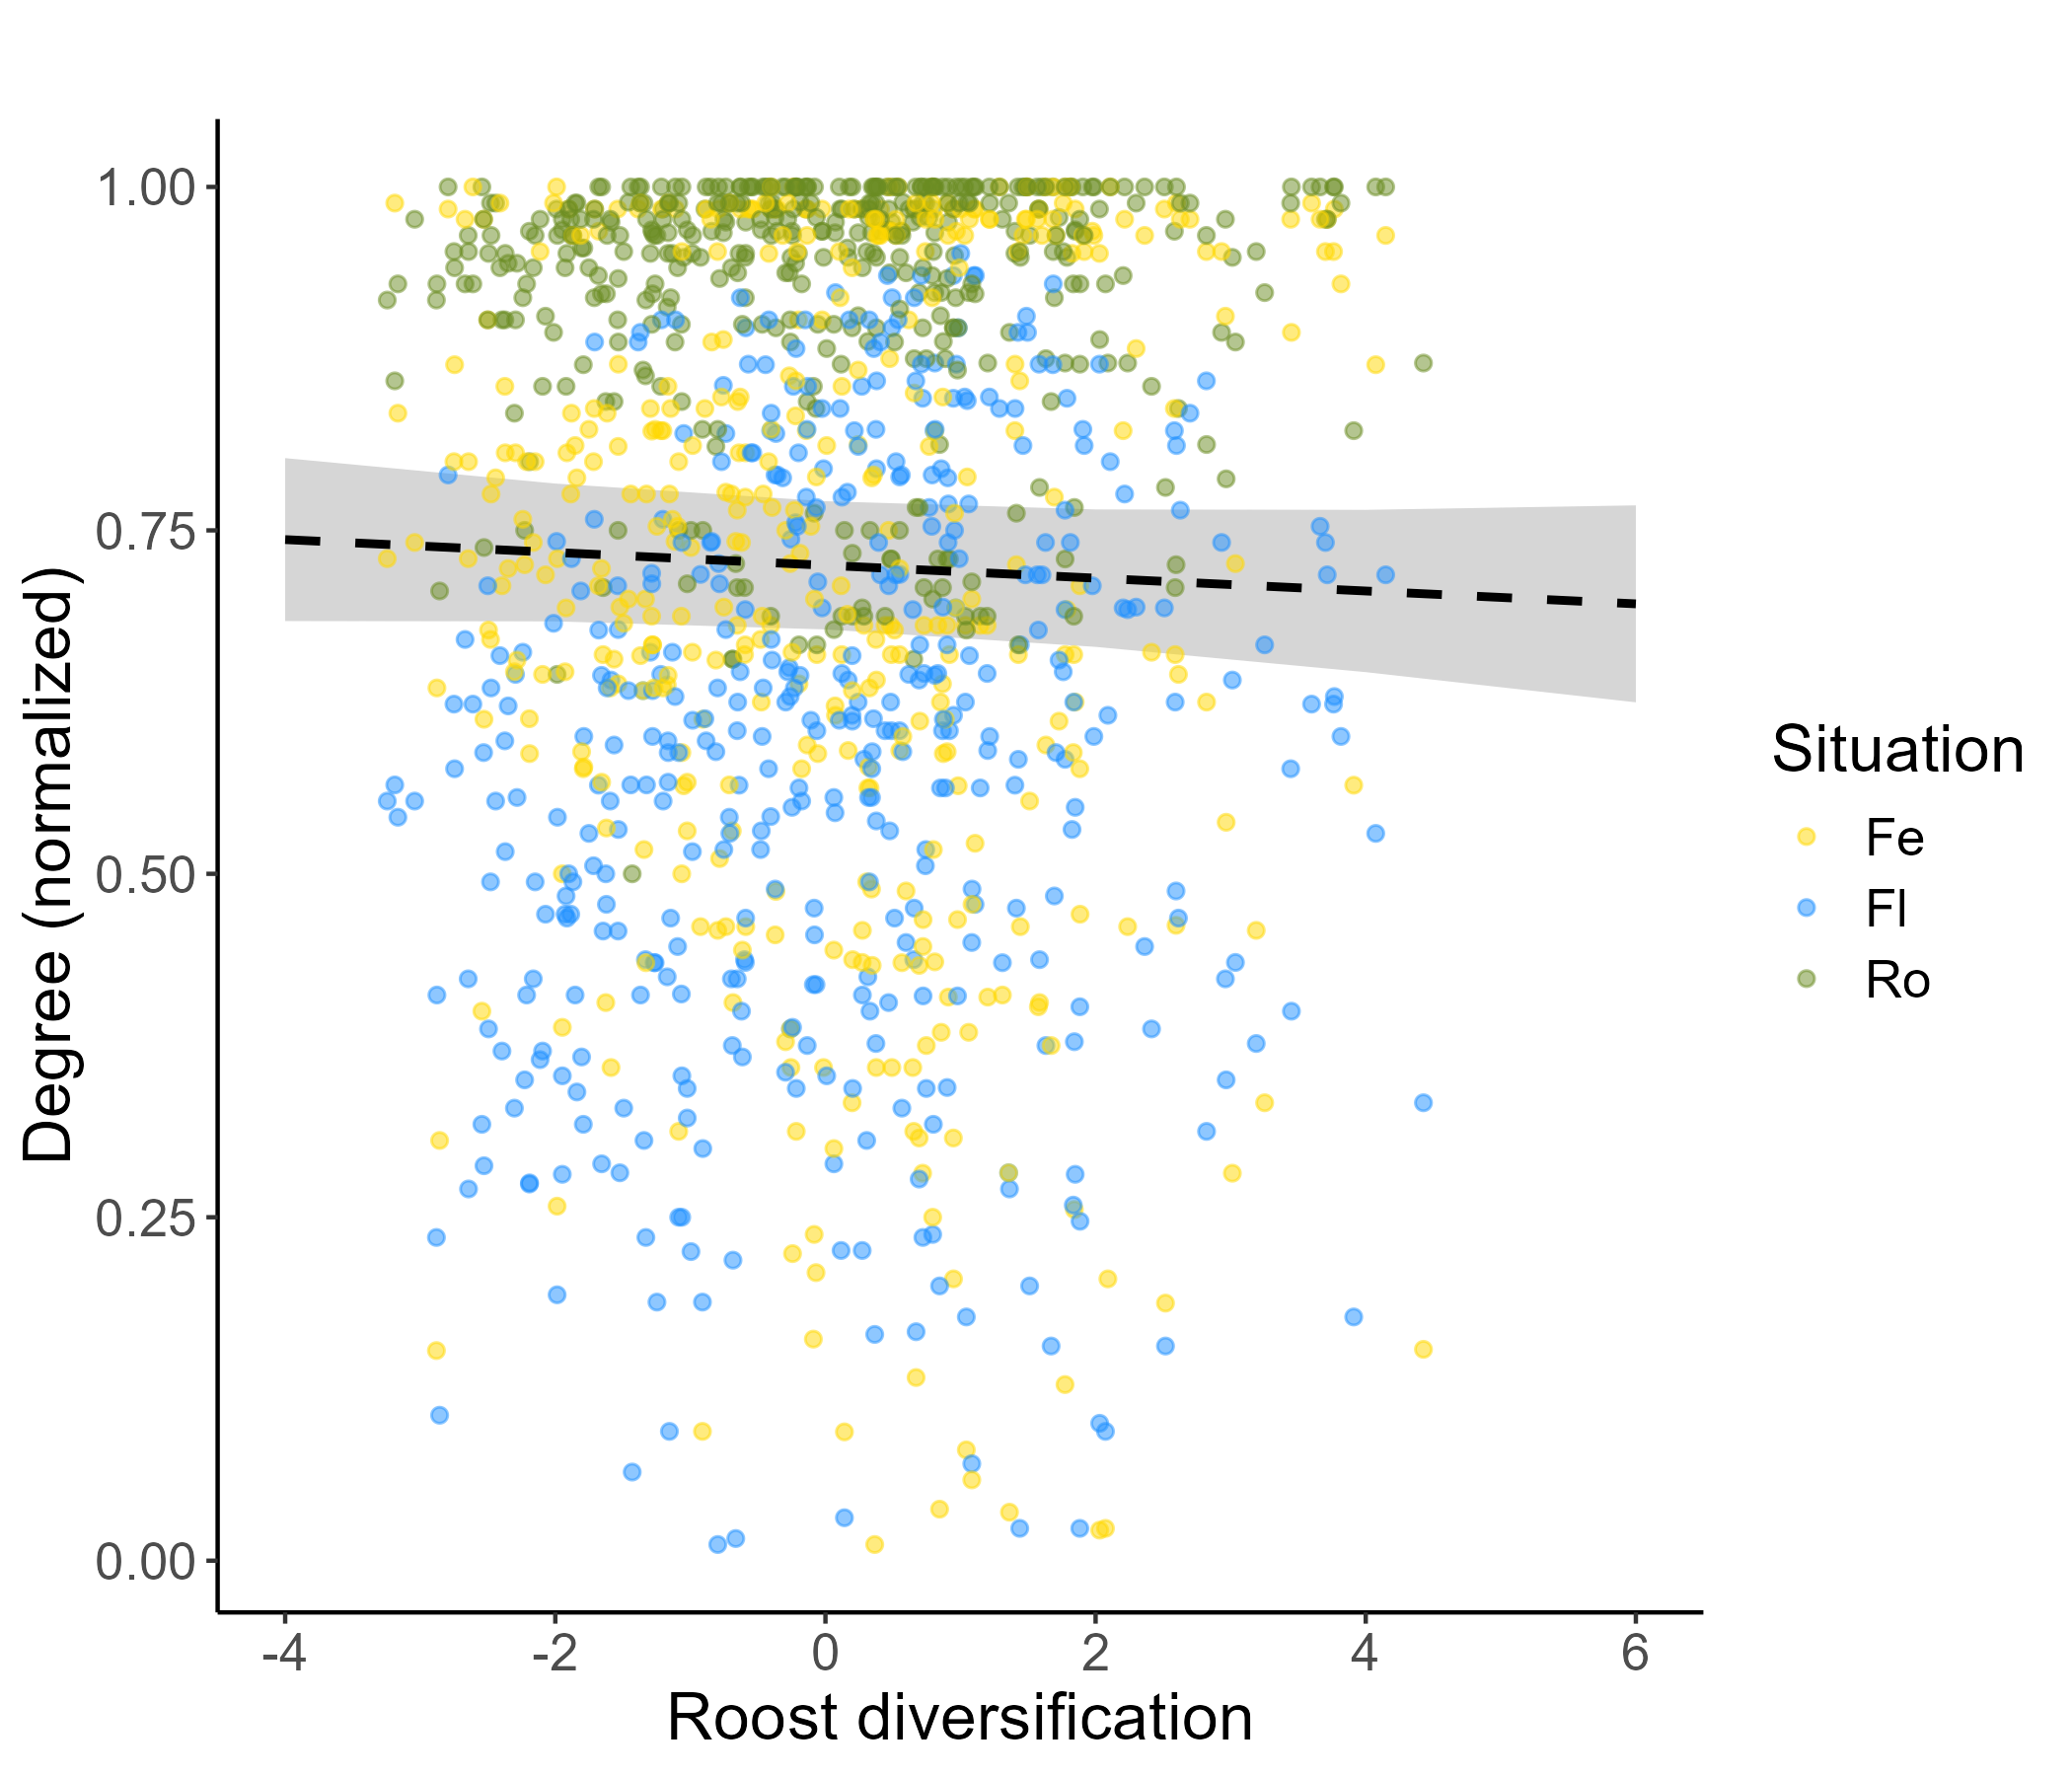 Degree (normalized)
1.00
0.75
0.50
0.25
0.00
-4 -2 0 2 4 6
Roost diversification
Situation
Fe
Fl
Ro